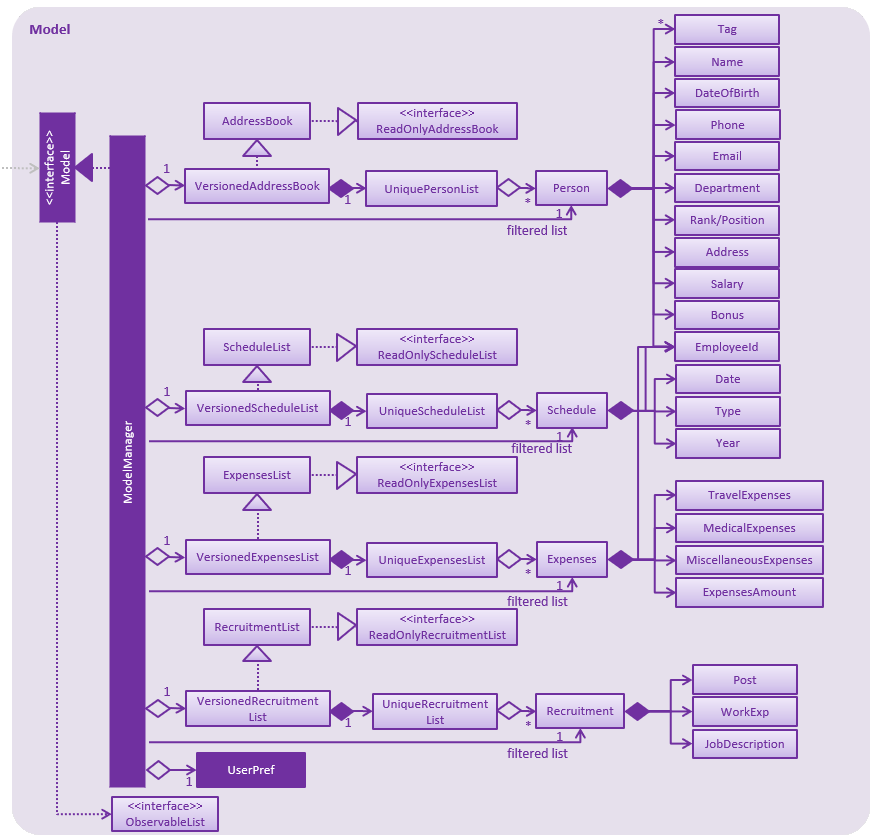 Model
<<interface>>
Model
ModelManager
AddressBook
<<interface>>
ReadOnlyAddressBook
1
VersionedAddressBook
1
UniquePersonList
*
Person
1
filtered list
*
Tag
Name
DateOfBirth
Phone
Email
Department
Rank/Position
Address
Salary
Bonus
EmployeeId
ScheduleList
<<interface>>
ReadOnlyScheduleList
1
VersionedScheduleList
1
UniqueScheduleList
*
Schedule
1
filtered list
Date
Type
Year
ExpensesList
<<interface>>
ReadOnlyExpensesList
1
VersionedExpensesList
1
UniqueExpensesList
*
Expenses
1
filtered list
TravelExpenses
MedicalExpenses
MiscellaneousExpenses
ExpensesAmount
RecruitmentList
<<interface>>
ReadOnlyRecruitmentList
1
VersionedRecruitment
List
1
UniqueRecruitment
List
*
Recruitment
1
filtered list
Post
WorkExp
JobDescription
1
UserPref
<<interface>>
ObservableList